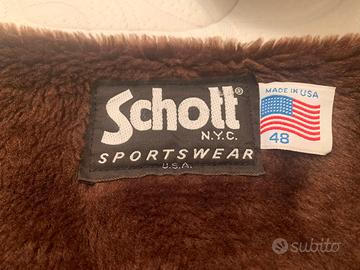 Schott®
N.Y.C.
SPORTSWEAR
U.S.A.
MADE IN USA
48
subito